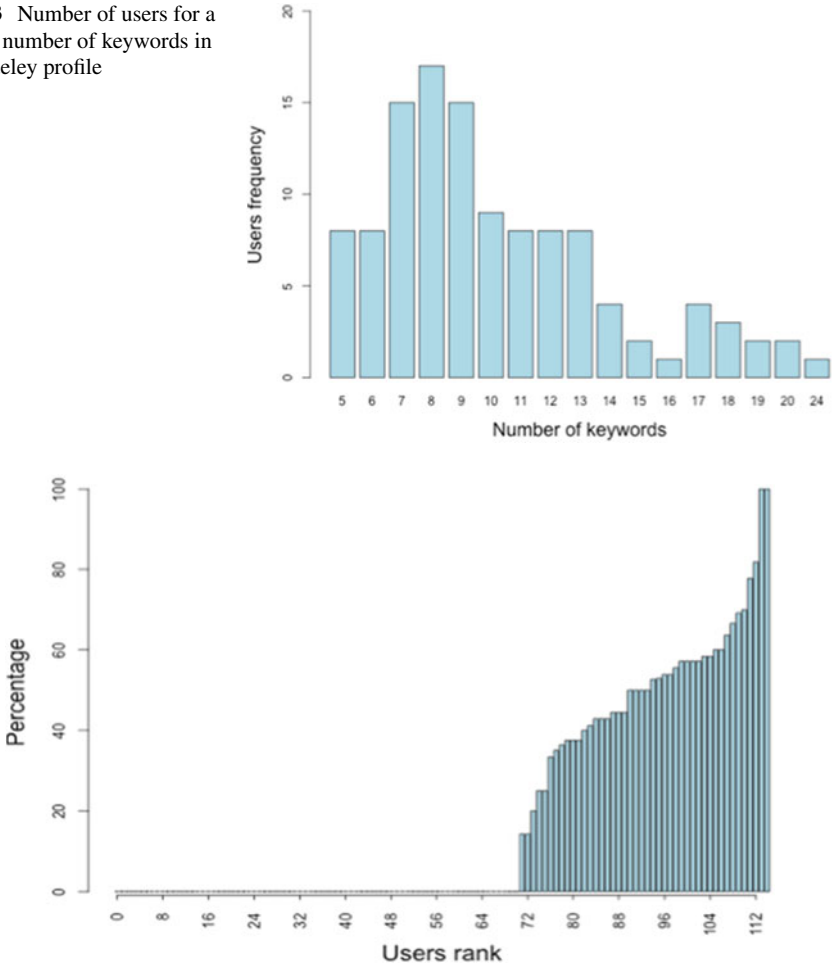 3 Number of users for a
number of keywords in
eley profile
20
15
10
5
0
Users frequency
5 6 7 8 9 10 11 12 13 14 15 16 17 18 19 20 24
Number of keywords
100
80
60
40
20
0
Percentage
0 8 16 24 32 40 48 56 64 72 80 88 96 104 112
Users rank